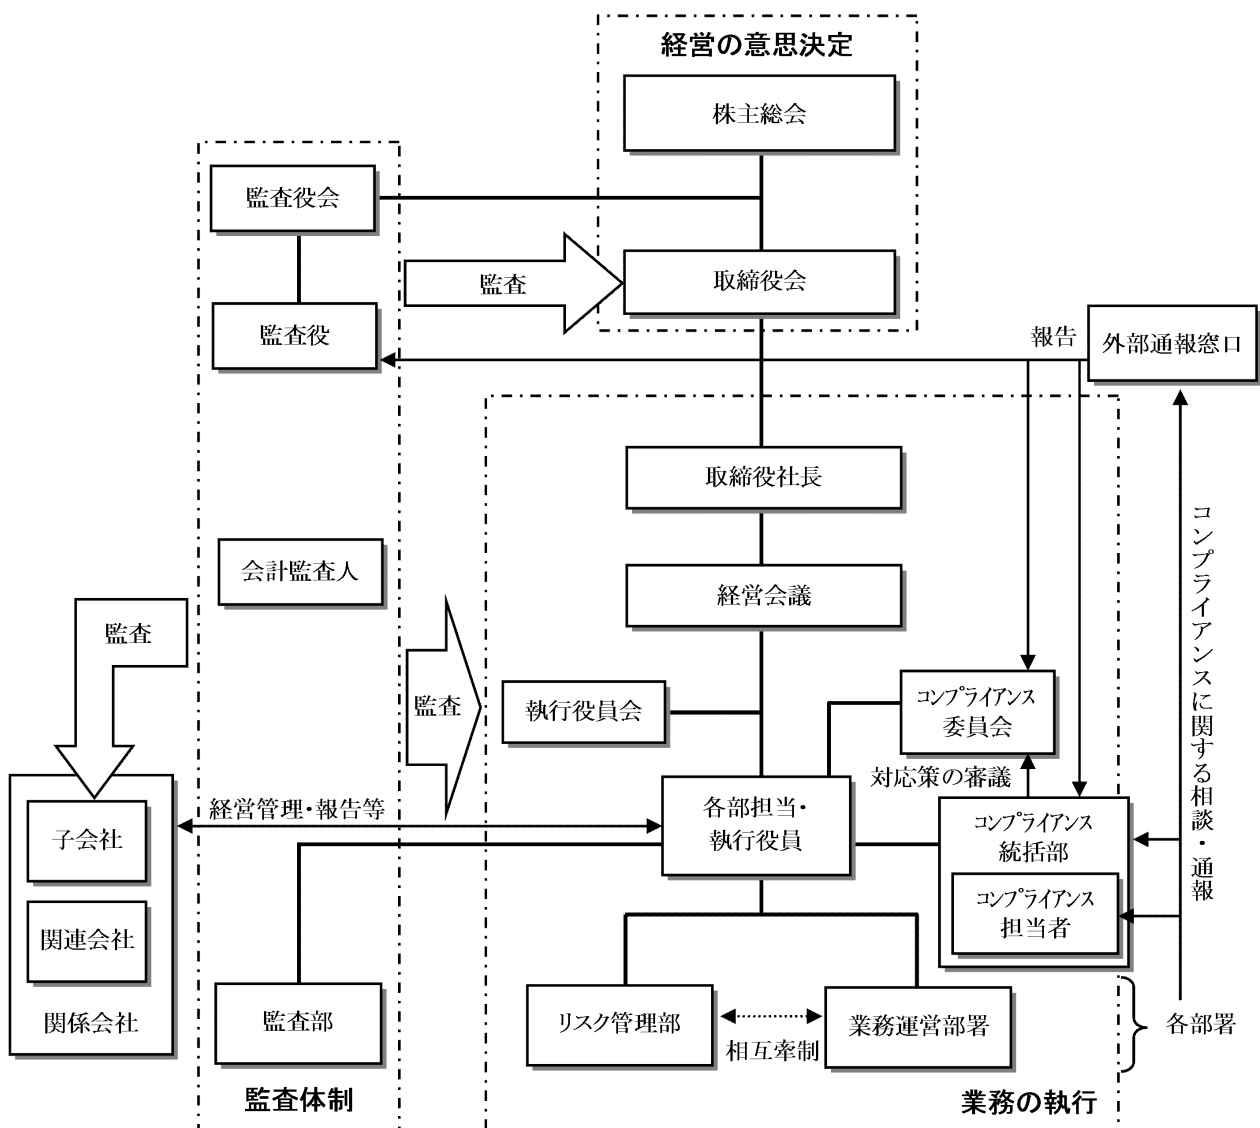 経営の意思決定
株主総会
監査役会
監査
取締役会
監査役
報告
外部通報窓口
取締役社長
会計監査人
経営会議
コンプライアンスに関する相談・通報
監査
監査
執行役員会
コンプライアンス
委員会
対応策の審議
経営管理・報告等
各部担当・
執行役員
コンプライアンス
統括部
コンプライアンス
担当者
子会社
関連会社
関係会社
監査部
リスク管理部
相互牽制
業務運営部署
各部署
監査体制
業務の執行